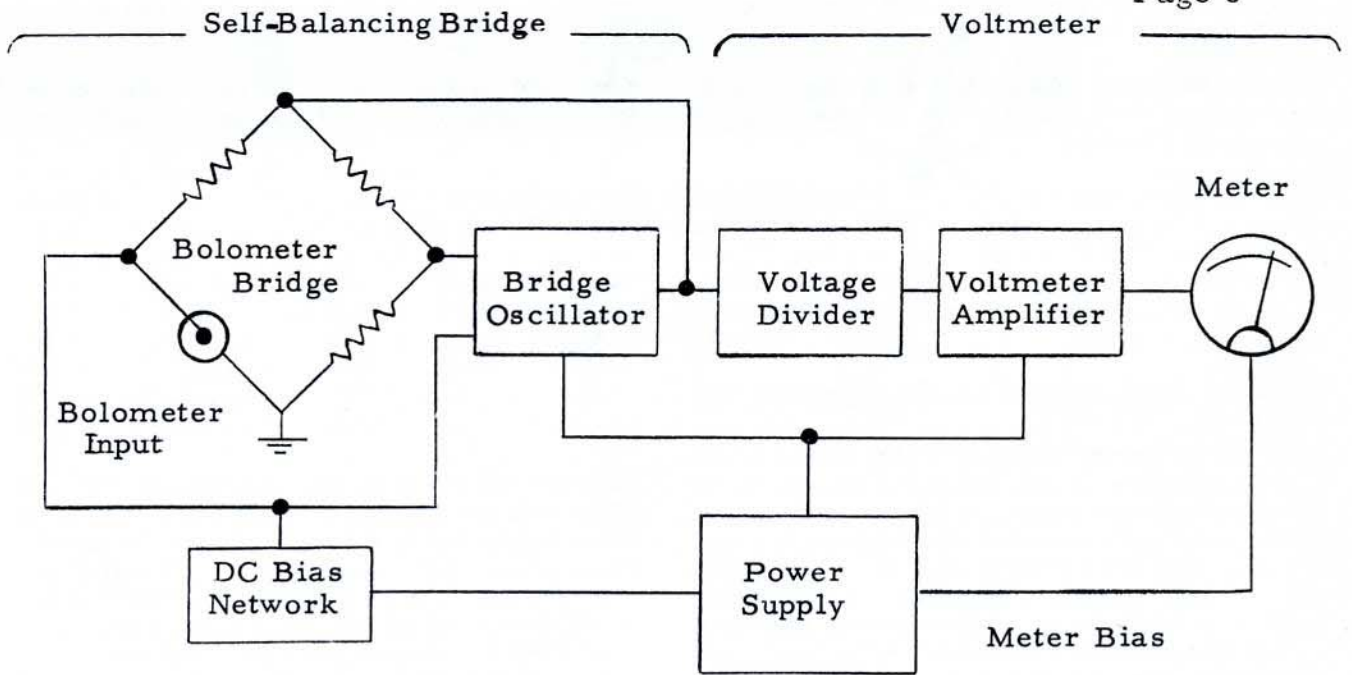 Self-Balancing Bridge
Voltmeter
Meter
Bolometer
Bridge
Bridge
Oscillator
Voltage
Divider
Voltmeter
Amplifier
Bolometer
Input
DC Bias
Network
Power
Supply
Meter Bias